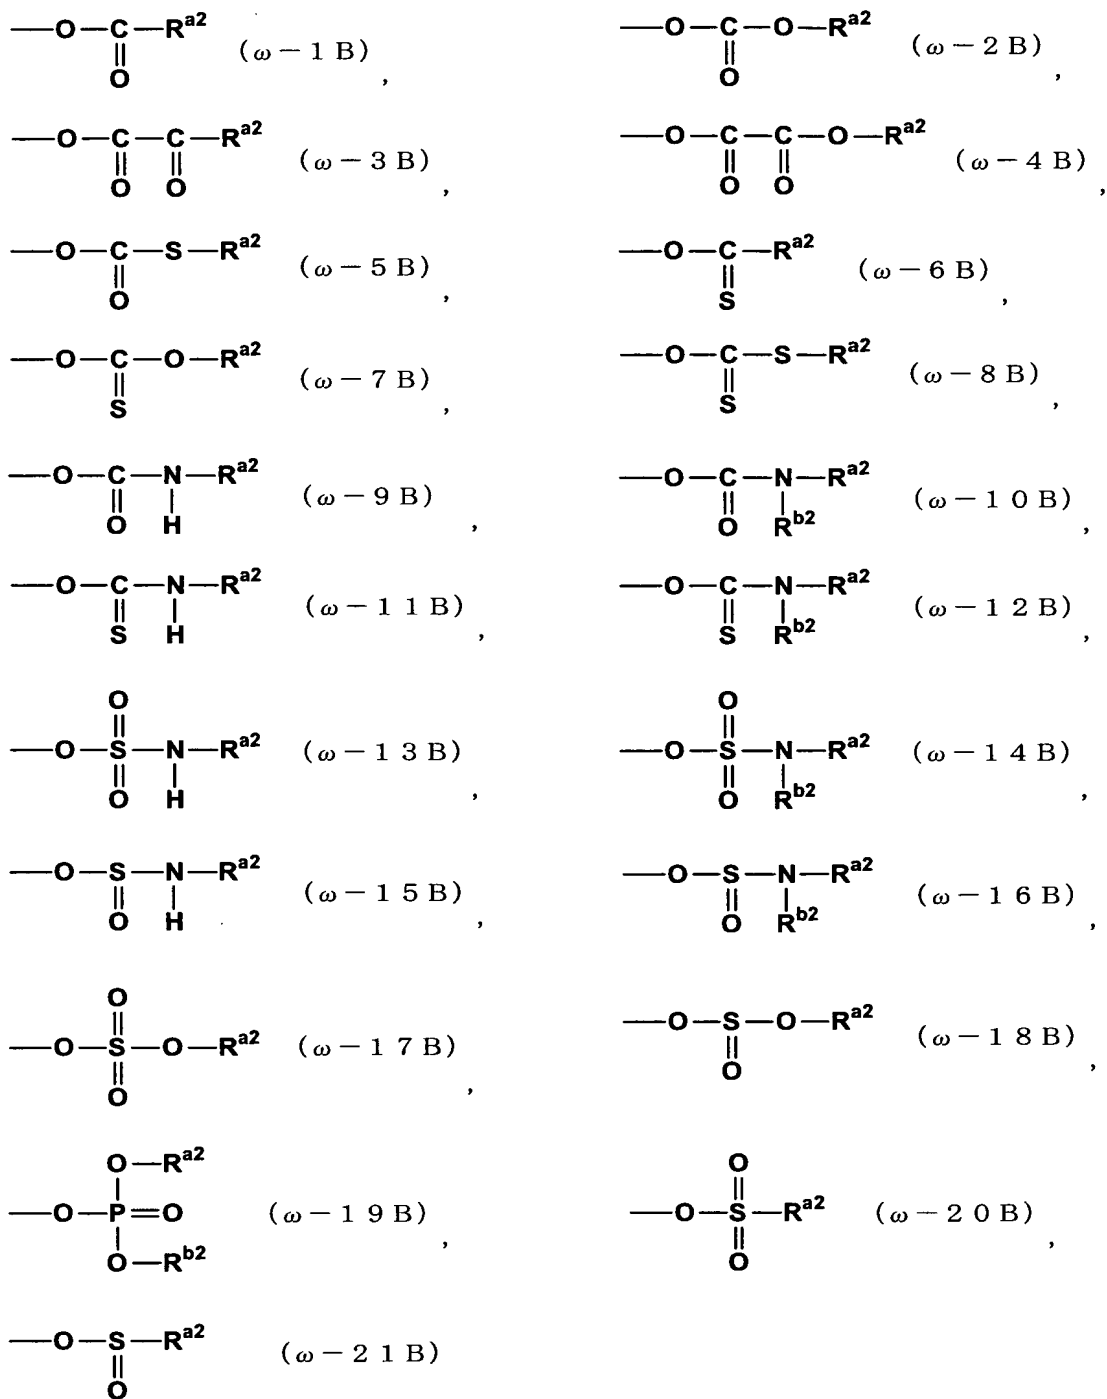 —O—C—R^a2 (ω－1B),
‖
O
—O—C—O—R^a2 (ω－2B),
‖
O
—O—C—C—R^a2 (ω－3B),
‖ ‖
O O
—O—C—C—O—R^a2 (ω－4B),
‖ ‖
O O
—O—C—S—R^a2 (ω－5B),
‖
O
—O—C—R^a2 (ω－6B),
‖
S
—O—C—O—R^a2 (ω－7B),
‖
S
—O—C—S—R^a2 (ω－8B),
‖
S
—O—C—N—R^a2 (ω－9B),
‖ |
O H
—O—C—N—R^a2 (ω－10B),
‖ |
O R^b2
—O—C—N—R^a2 (ω－11B),
‖ |
S H
—O—C—N—R^a2 (ω－12B),
‖ |
S R^b2
O
‖
—O—S—N—R^a2 (ω－13B),
‖ |
O H
O
‖
—O—S—N—R^a2 (ω－14B),
‖ |
O R^b2
—O—S—N—R^a2 (ω－15B),
‖ |
O H
—O—S—N—R^a2 (ω－16B),
‖ |
O R^b2
O
‖
—O—S—O—R^a2 (ω－17B),
‖
O
—O—S—O—R^a2 (ω－18B),
‖
O
O—R^a2
|
—O—P=O (ω－19B),
|
O—R^b2
O
‖
—O—S—R^a2 (ω－20B),
‖
O
—O—S—R^a2 (ω－21B)
‖
O